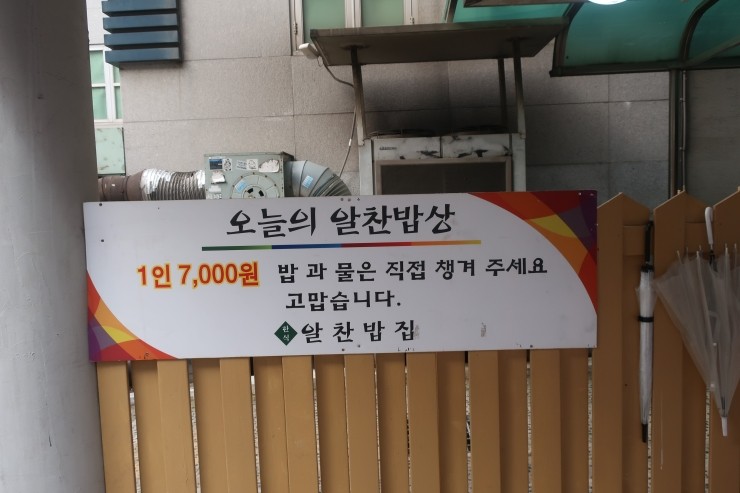 오늘의 알찬밥상
1인 7,000원 밥 과 물은 직접 챙겨 주세요
고맙습니다.
한식 알찬밥집